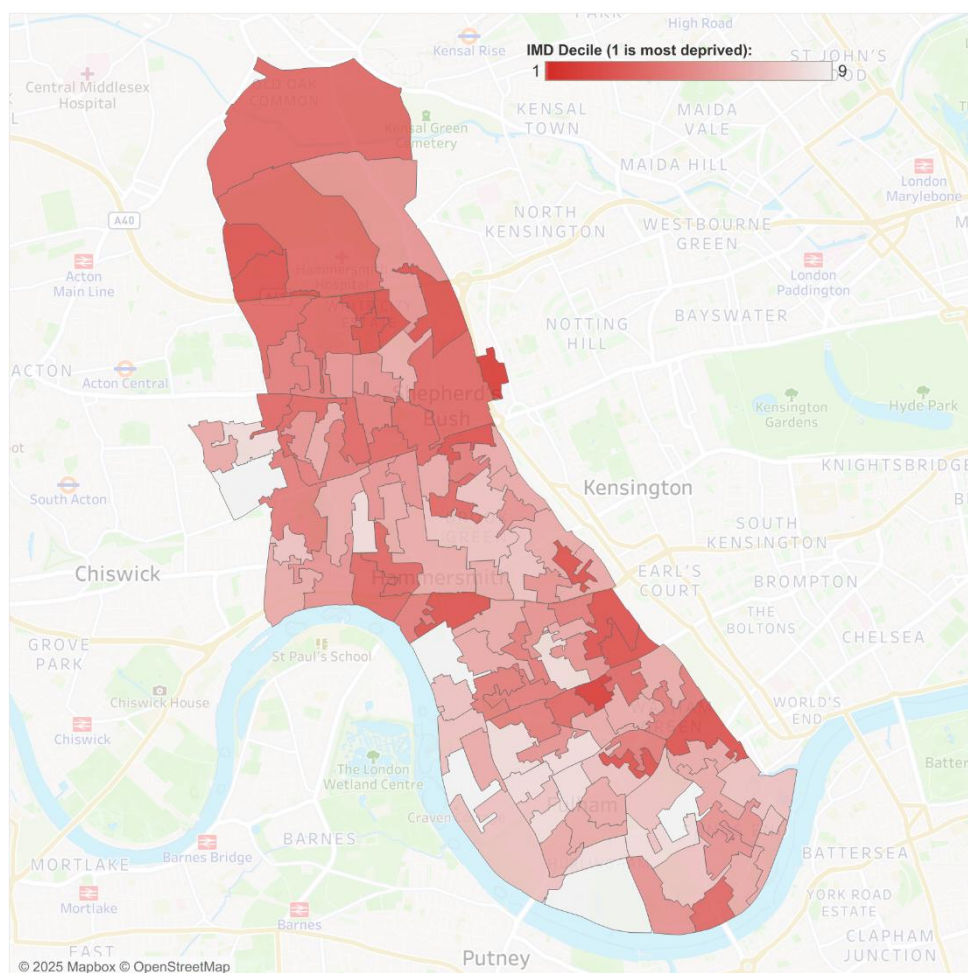 PARK
High Road
Kensal Rise
IMD Decile (1 is most deprived):
1
9
ST JOHN'S
Central Middlesex
Hospital
OLD OAK
COMMON
KENSAL
TOWN
MAIDA
VALE
Kensal Green
Cemetery
MAIDA HILL
London
Marylebone
A40
NORTH
KENSINGTON
WESTBOURNE
GREEN
Acton
Main Line
Hammersmith
Hospital
London
Paddington
BAYSWATER
NOTTING
HILL
ACTON
Acton Central
Shepherd's
Bush
Kensington
Gardens
Hyde Park
KNIGHTSBRIDGE
South Acton
Kensington
SOUTH
KENSINGTON
Chiswick
Hammersmith
EARL'S
COURT
BROMPTON
THE
BOLTONS
CHELSEA
GROVE
PARK
St Paul's School
Chiswick House
WORLD'S
END
Chiswick
The London
Wetland Centre
Fulham
BARNES
Barnes Bridge
BATTERSEA
MORTLAKE
Mortlake
Barnes
YORK ROAD
ESTATE
EAST
Putney
CLAPHAM
JUNCTION
© 2025 Mapbox © OpenStreetMap